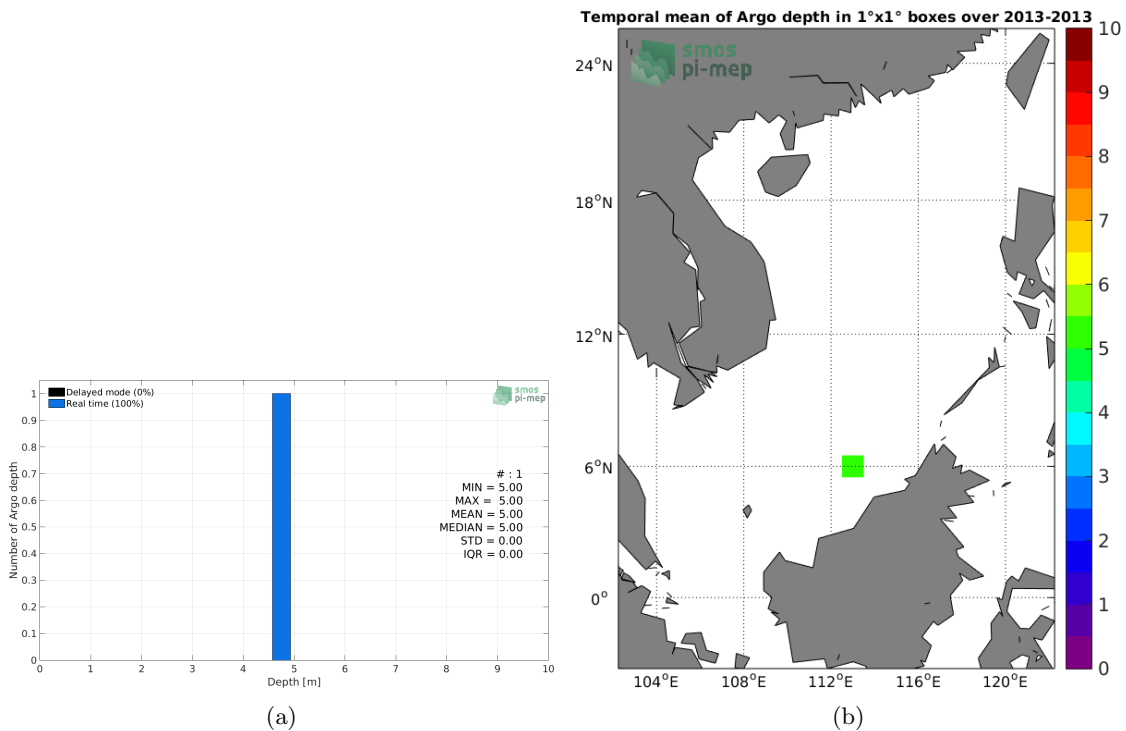 Delayed mode (0%)
Real time (100%)
smos
pi-mep
# : 1
MIN = 5.00
MAX = 5.00
MEAN = 5.00
MEDIAN = 5.00
STD = 0.00
IQR = 0.00
Number of Argo depth
1
0.9
0.8
0.7
0.6
0.5
0.4
0.3
0.2
0.1
0
0 1 2 3 4 5 6 7 8 9 10
Depth [m]
(a)
Temporal mean of Argo depth in 1°x1° boxes over 2013-2013
smos
pi-mep
24°N
18°N
12°N
6°N
0°
104°E 108°E 112°E 116°E 120°E
10
9
8
7
6
5
4
3
2
1
0
(b)